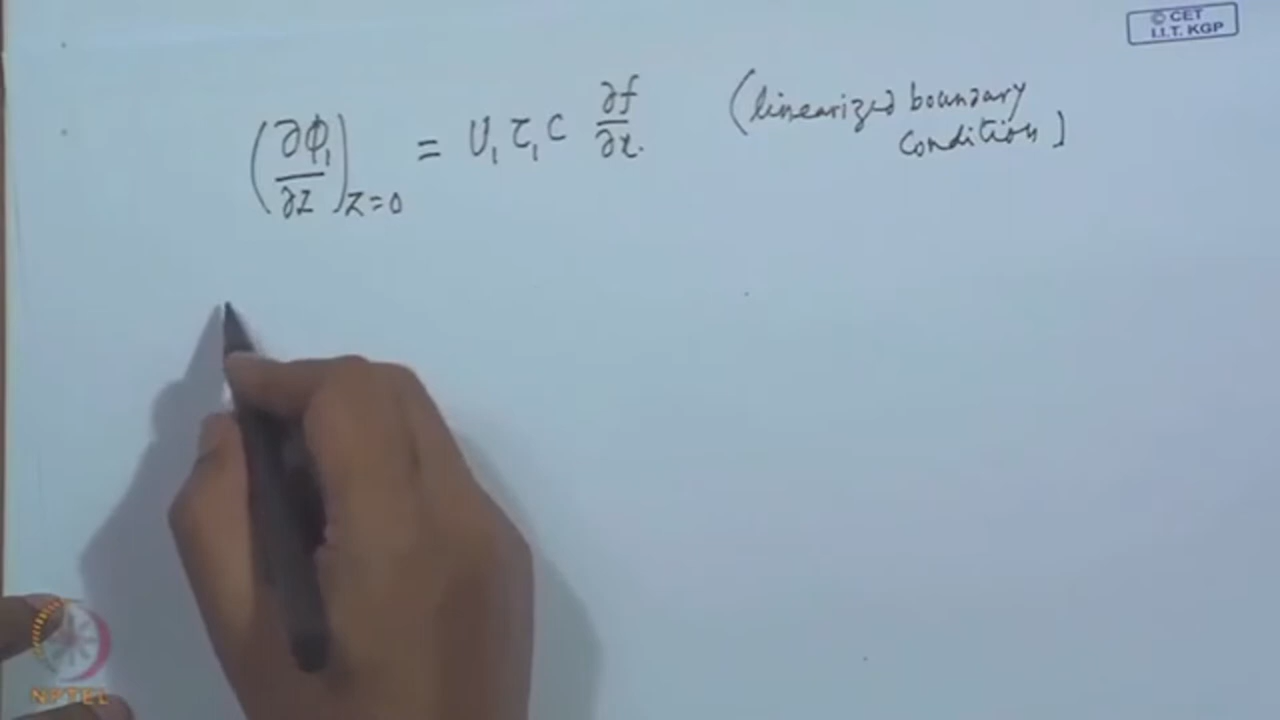 © CET
I.I.T. KGP
(∂φ₁/∂z)z=0 = U₁ τ₁ c ∂f/∂x. (linearized boundary
condition)
NPTEL